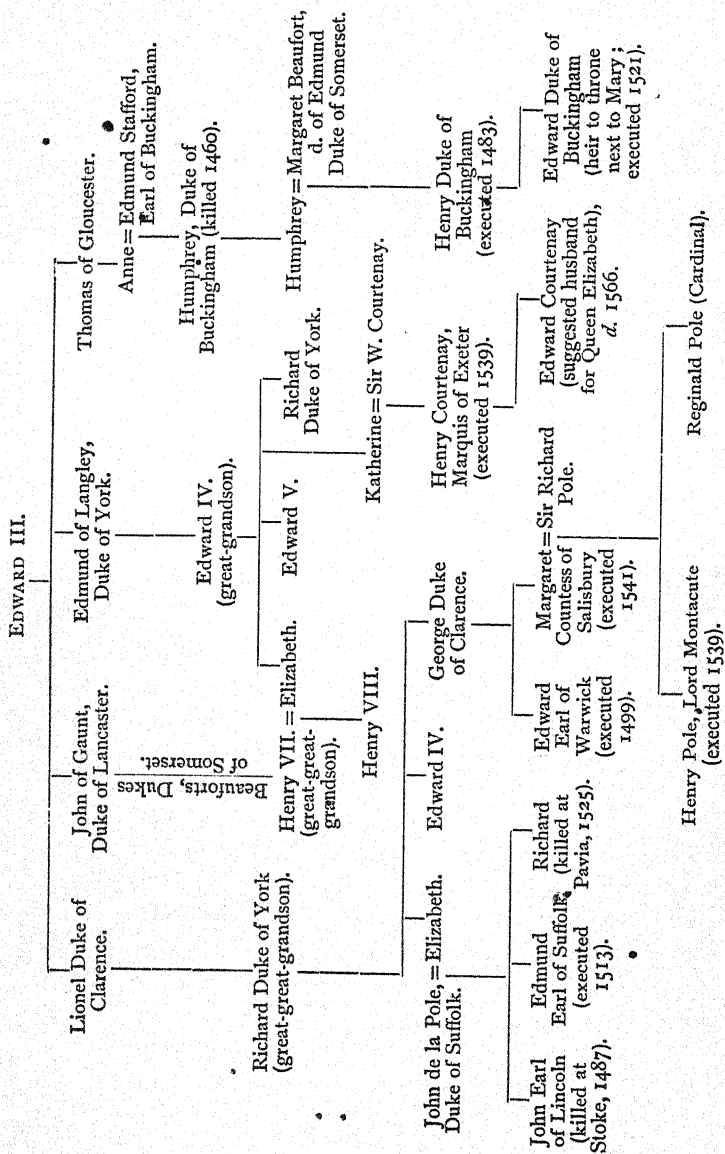 EDWARD III.
Lionel Duke of
Clarence.
John of Gaunt,
Duke of Lancaster.
Edmund of Langley,
Duke of York.
Thomas of Gloucester.
Anne=Edmund Stafford,
Earl of Buckingham.
Beauforts, Dukes
of Somerset.
Edward IV.
(great-grandson).
Humphrey, Duke of
Buckingham (killed 1460).
Richard Duke of York
(great-great-grandson).
Henry VII.=Elizabeth.
(great-great-
grandson).
Edward V.
Richard
Duke of York.
Humphrey=Margaret Beaufort,
d. of Edmund
Duke of Somerset.
Henry VIII.
Katherine=Sir W. Courtenay.
John de la Pole,=Elizabeth.
Duke of Suffolk.
Edward IV.
George Duke
of Clarence.
Henry Courtenay,
Marquis of Exeter
(executed 1539).
Henry Duke of
Buckingham
(executed 1483).
John Earl
of Lincoln
(killed at
Stoke, 1487).
Edmund
Earl of Suffolk
(executed
1513).
Richard
(killed at
Pavia, 1525).
Edward
Earl of
Warwick
(executed
1499).
Margaret=Sir Richard
Countess of Pole.
Salisbury
(executed
1541).
Edward Courtenay
(suggested husband
for Queen Elizabeth),
d. 1566.
Edward Duke of
Buckingham
(heir to throne
next to Mary;
executed 1521).
Henry Pole, Lord Montacute
(executed 1539).
Reginald Pole (Cardinal).